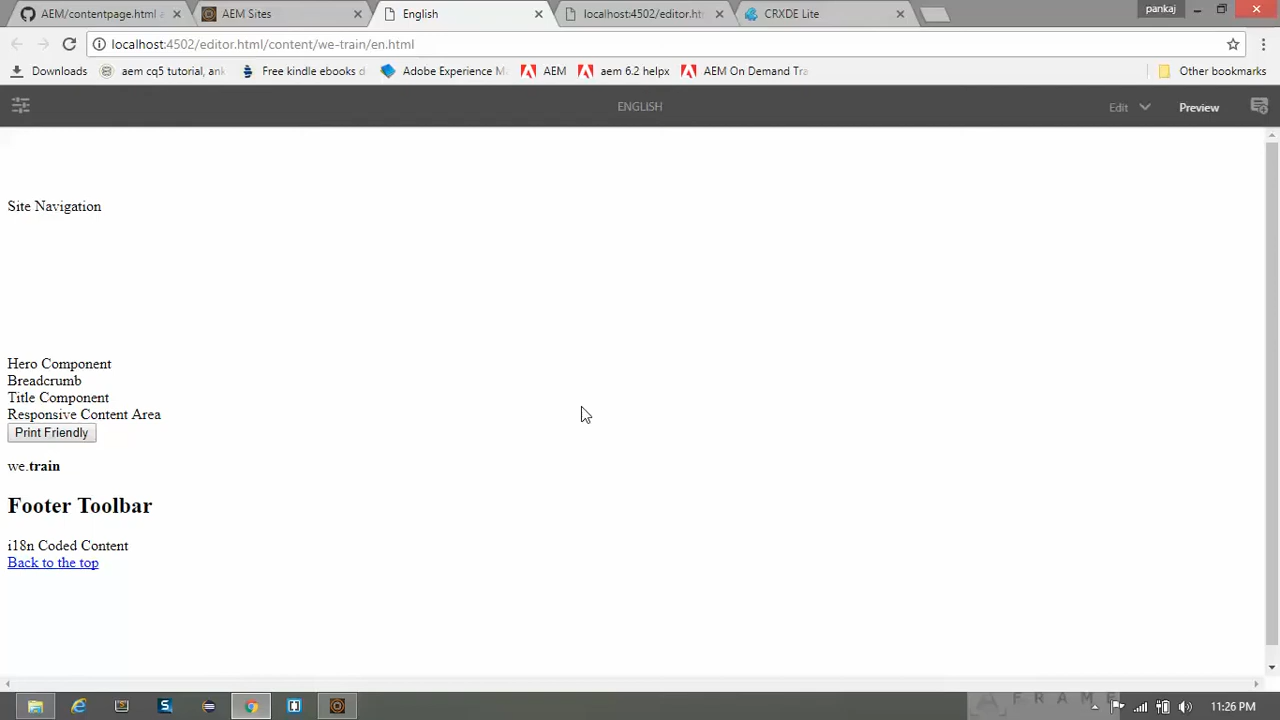 AEM/contentpage.html
AEM Sites
English
localhost:4502/editor.ht
CRXDE Lite
pankaj
localhost:4502/editor.html/content/we-train/en.html
Downloads
aem cq5 tutorial, ank
Free kindle ebooks d
Adobe Experience M
AEM
aem 6.2 helpx
AEM On Demand Tra
Other bookmarks
ENGLISH
Edit
Preview
Site Navigation
Hero Component
Breadcrumb
Title Component
Responsive Content Area
Print Friendly
we.train
Footer Toolbar
i18n Coded Content
Back to the top
A FRAME
11:26 PM